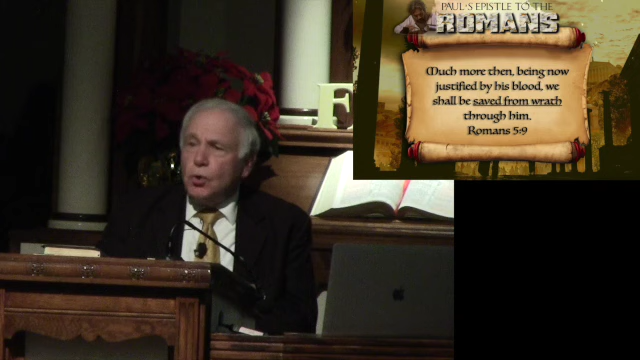 PAUL'S EPISTLE TO THE
ROMANS
Much more then, being now
justified by his blood, we
shall be saved from wrath
through him.
Romans 5:9
F